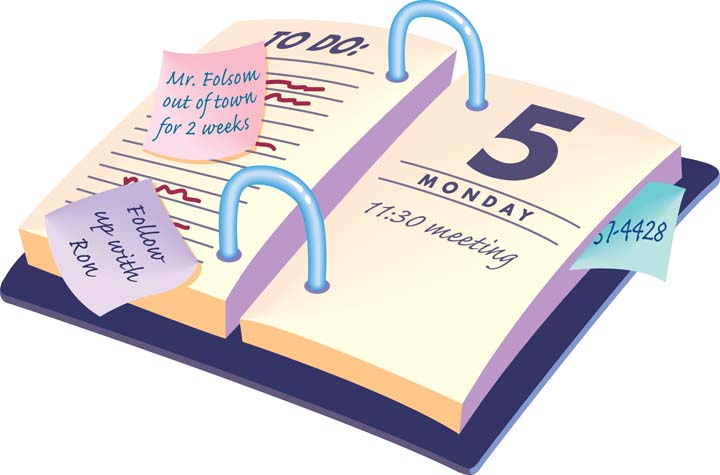 TO DO:
Mr. Folsom
out of town
for 2 weeks
Follow
up with
Ron
5
MONDAY
11:30 meeting
-4428